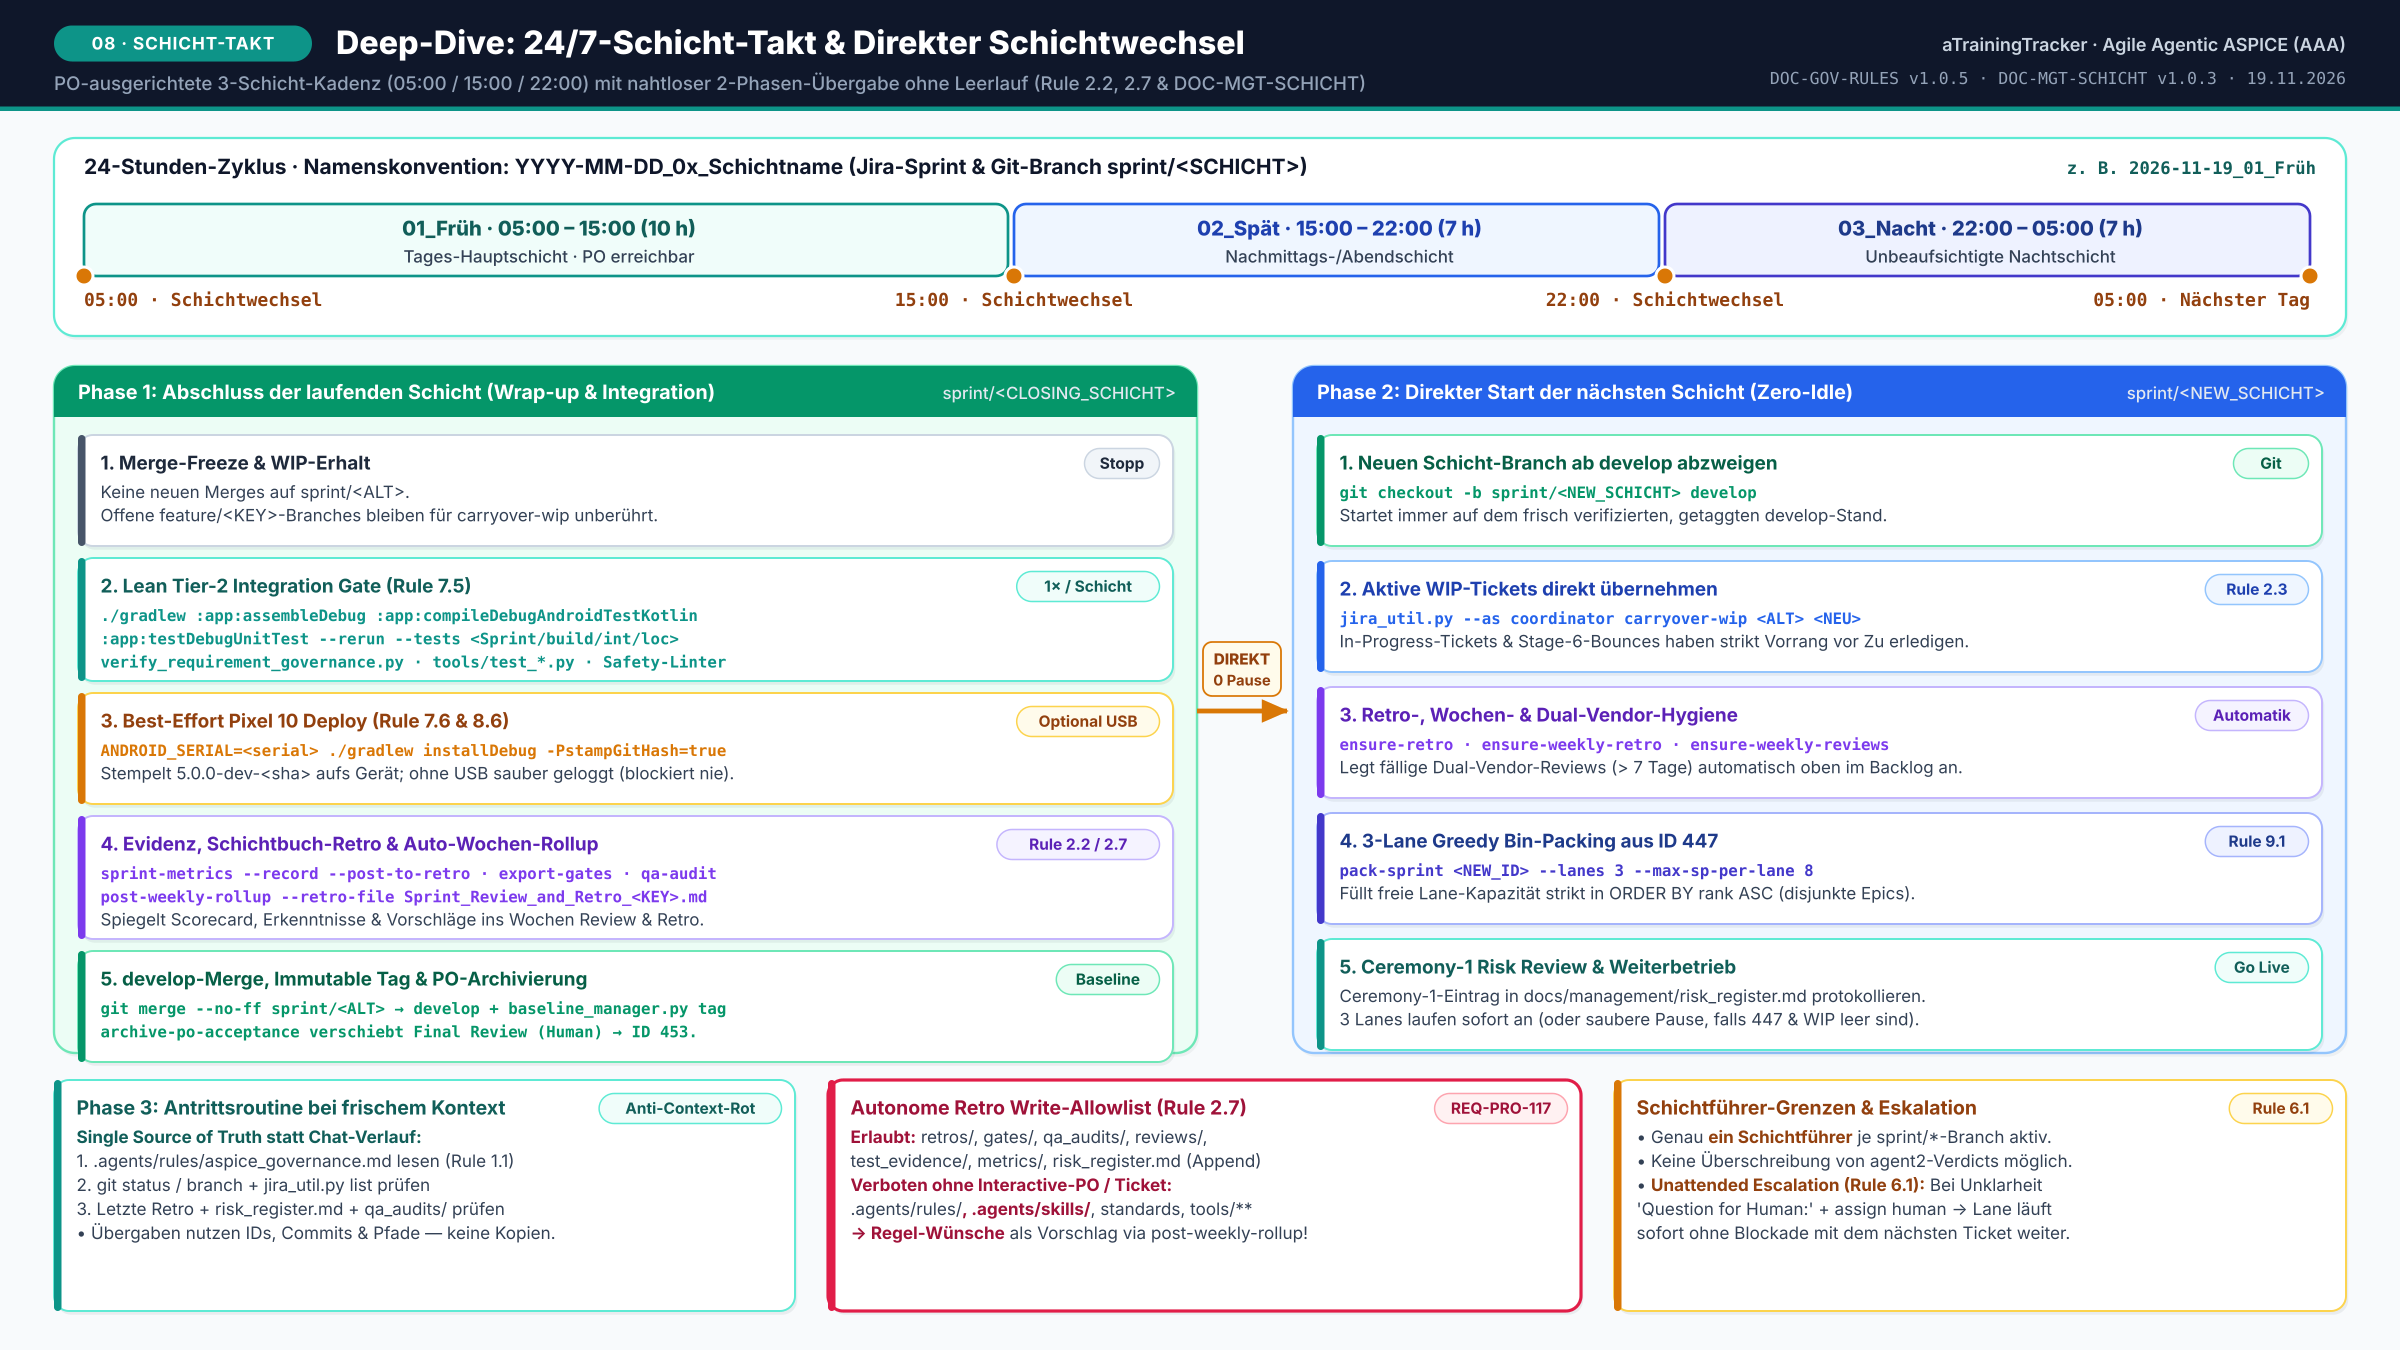 08 · SCHICHT-TAKT
Deep-Dive: 24/7-Schicht-Takt & Direkter Schichtwechsel
PO-ausgerichtete 3-Schicht-Kadenz (05:00 / 15:00 / 22:00) mit nahtloser 2-Phasen-Übergabe ohne Leerlauf (Rule 2.2, 2.7 & DOC-MGT-SCHICHT)
aTrainingTracker · Agile Agentic ASPICE (AAA)
DOC-GOV-RULES v1.0.5 · DOC-MGT-SCHICHT v1.0.3 · 19.11.2026
24-Stunden-Zyklus · Namenskonvention: YYYY-MM-DD_0x_Schichtname (Jira-Sprint & Git-Branch sprint/<SCHICHT>)
z. B. 2026-11-19_01_Früh
01_Früh · 05:00 – 15:00 (10 h)
Tages-Hauptschicht · PO erreichbar
02_Spät · 15:00 – 22:00 (7 h)
Nachmittags-/Abendschicht
03_Nacht · 22:00 – 05:00 (7 h)
Unbeaufsichtigte Nachtschicht
05:00 · Schichtwechsel
15:00 · Schichtwechsel
22:00 · Schichtwechsel
05:00 · Nächster Tag
Phase 1: Abschluss der laufenden Schicht (Wrap-up & Integration)
sprint/<CLOSING_SCHICHT>
1. Merge-Freeze & WIP-Erhalt
Stopp
Keine neuen Merges auf sprint/<ALT>.
Offene feature/<KEY>-Branches bleiben für carryover-wip unberührt.
2. Lean Tier-2 Integration Gate (Rule 7.5)
1× / Schicht
./gradlew :app:assembleDebug :app:compileDebugAndroidTestKotlin
:app:testDebugUnitTest --rerun --tests <Sprint/build/int/loc>
verify_requirement_governance.py · tools/test_*.py · Safety-Linter
3. Best-Effort Pixel 10 Deploy (Rule 7.6 & 8.6)
Optional USB
ANDROID_SERIAL=<serial> ./gradlew installDebug -PstampGitHash=true
Stempelt 5.0.0-dev-<sha> aufs Gerät; ohne USB sauber geloggt (blockiert nie).
4. Evidenz, Schichtbuch-Retro & Auto-Wochen-Rollup
Rule 2.2 / 2.7
sprint-metrics --record --post-to-retro · export-gates · qa-audit
post-weekly-rollup --retro-file Sprint_Review_and_Retro_<KEY>.md
Spiegelt Scorecard, Erkenntnisse & Vorschläge ins Wochen Review & Retro.
5. develop-Merge, Immutable Tag & PO-Archivierung
Baseline
git merge --no-ff sprint/<ALT> → develop + baseline_manager.py tag
archive-po-acceptance verschiebt Final Review (Human) → ID 453.
DIREKT
0 Pause
Phase 2: Direkter Start der nächsten Schicht (Zero-Idle)
sprint/<NEW_SCHICHT>
1. Neuen Schicht-Branch ab develop abzweigen
Git
git checkout -b sprint/<NEW_SCHICHT> develop
Startet immer auf dem frisch verifizierten, getaggten develop-Stand.
2. Aktive WIP-Tickets direkt übernehmen
Rule 2.3
jira_util.py --as coordinator carryover-wip <ALT> <NEU>
In-Progress-Tickets & Stage-6-Bounces haben strikt Vorrang vor Zu erledigen.
3. Retro-, Wochen- & Dual-Vendor-Hygiene
Automatik
ensure-retro · ensure-weekly-retro · ensure-weekly-reviews
Legt fällige Dual-Vendor-Reviews (> 7 Tage) automatisch oben im Backlog an.
4. 3-Lane Greedy Bin-Packing aus ID 447
Rule 9.1
pack-sprint <NEW_ID> --lanes 3 --max-sp-per-lane 8
Füllt freie Lane-Kapazität strikt in ORDER BY rank ASC (disjunkte Epics).
5. Ceremony-1 Risk Review & Weiterbetrieb
Go Live
Ceremony-1-Eintrag in docs/management/risk_register.md protokollieren.
3 Lanes laufen sofort an (oder saubere Pause, falls 447 & WIP leer sind).
Phase 3: Antrittsroutine bei frischem Kontext
Anti-Context-Rot
Single Source of Truth statt Chat-Verlauf:
1. .agents/rules/aspice_governance.md lesen (Rule 1.1)
2. git status / branch + jira_util.py list prüfen
3. Letzte Retro + risk_register.md + qa_audits/ prüfen
• Übergaben nutzen IDs, Commits & Pfade — keine Kopien.
Autonome Retro Write-Allowlist (Rule 2.7)
REQ-PRO-117
Erlaubt: retros/, gates/, qa_audits/, reviews/,
test_evidence/, metrics/, risk_register.md (Append)
Verboten ohne Interactive-PO / Ticket:
.agents/rules/, .agents/skills/, standards, tools/**
→ Regel-Wünsche als Vorschlag via post-weekly-rollup!
Schichtführer-Grenzen & Eskalation
Rule 6.1
• Genau ein Schichtführer je sprint/*-Branch aktiv.
• Keine Überschreibung von agent2-Verdicts möglich.
• Unattended Escalation (Rule 6.1): Bei Unklarheit
'Question for Human:' + assign human → Lane läuft
sofort ohne Blockade mit dem nächsten Ticket weiter.